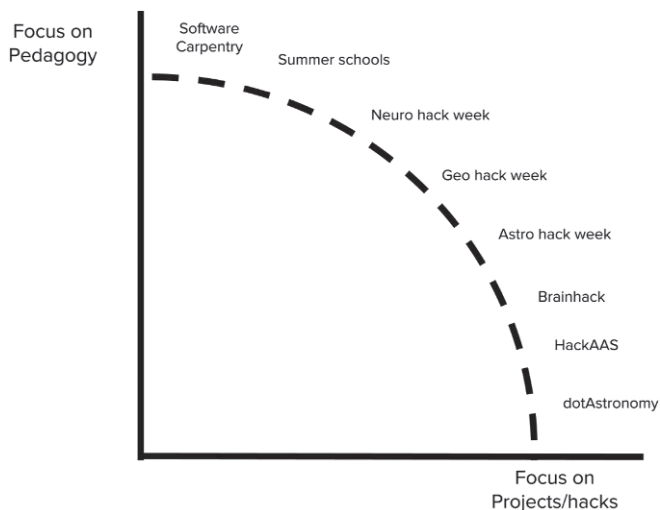 Focus on
Pedagogy
Software
Carpentry
Summer schools
Neuro hack week
Geo hack week
Astro hack week
Brainhack
HackAAS
dotAstronomy
Focus on
Projects/hacks